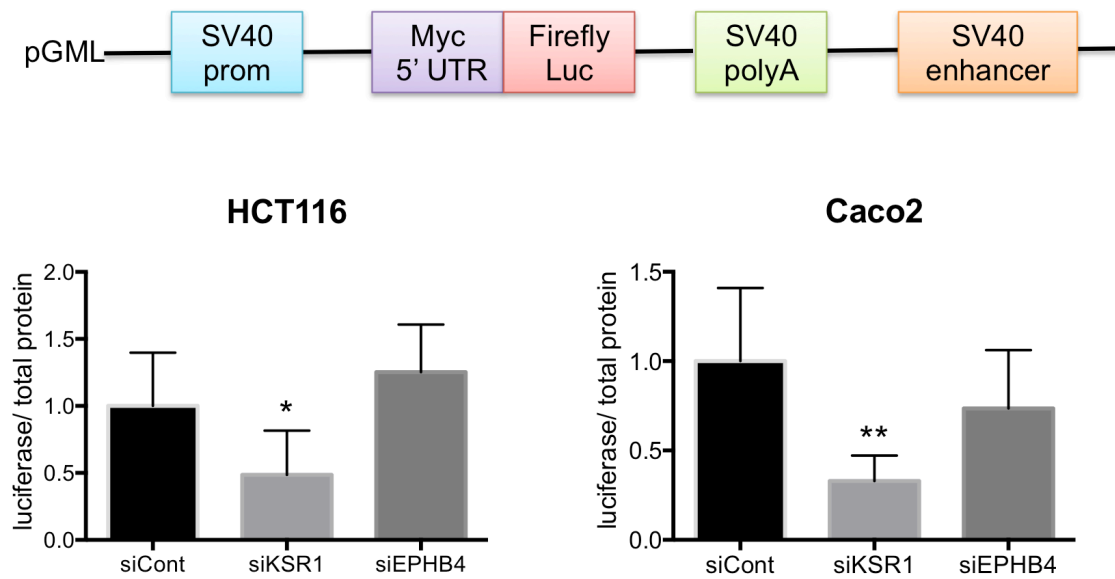 pGML
SV40
prom
Myc
5’ UTR
Firefly
Luc
SV40
polyA
SV40
enhancer
HCT116
luciferase/ total protein
2.0
1.5
1.0
0.5
0.0
*
siCont
siKSR1
siEPHB4
Caco2
luciferase/ total protein
1.5
1.0
0.5
0.0
**
siCont
siKSR1
siEPHB4